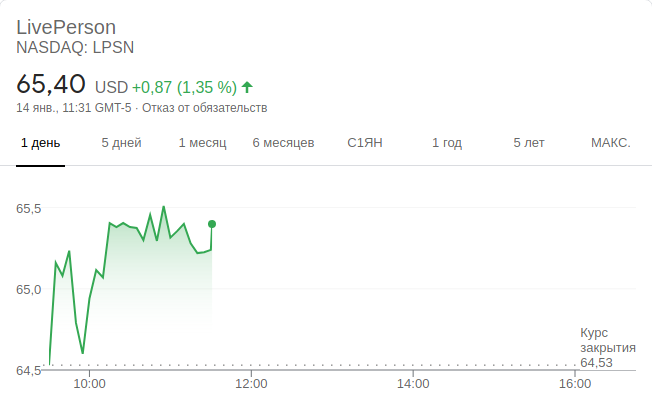 LivePerson
NASDAQ: LPSN
65,40 USD +0,87 (1,35 %)
14 янв., 11:31 GMT-5 · Отказ от обязательств
1 день 5 дней 1 месяц 6 месяцев С1ЯН 1 год 5 лет МАКС.
65,5
65,0
64,5
Курс
закрытия
64,53
10:00 12:00 14:00 16:00